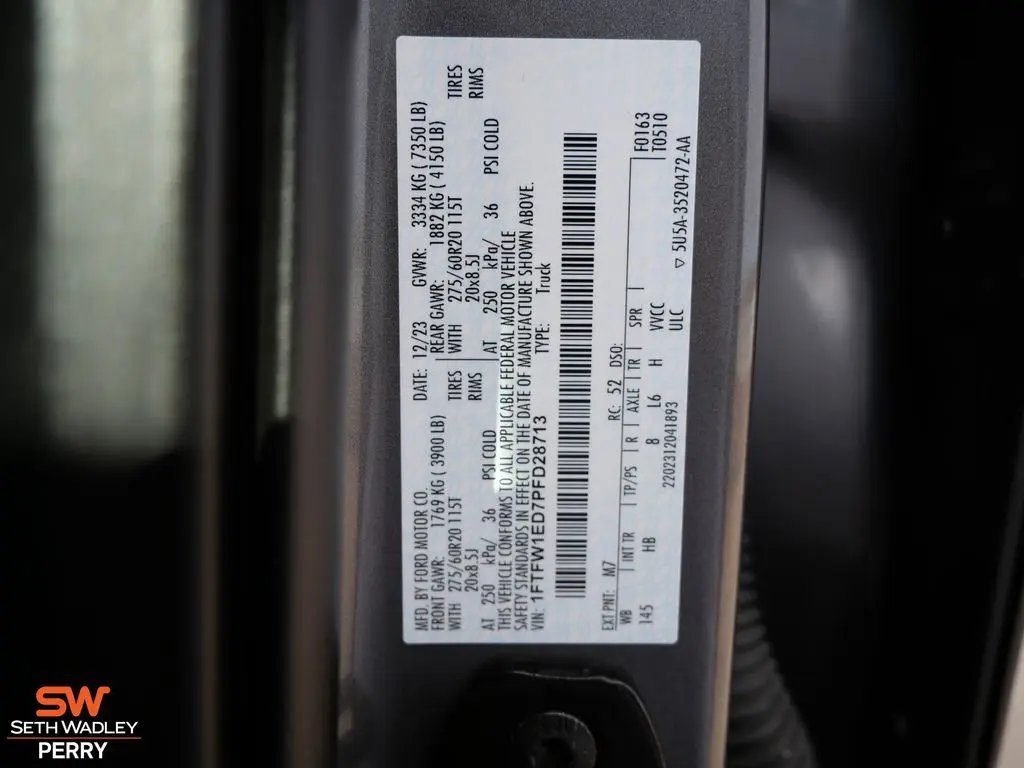 MFD. BY FORD MOTOR CO. DATE: 12/23 GVWR: 3334 KG ( 7350 LB)
FRONT GAWR: 1769 KG ( 3900 LB) REAR GAWR: 1882 KG ( 4150 LB)
WITH 275/60R20 115T TIRES WITH 275/60R20 115T TIRES
20x8.5J RIMS 20x8.5J RIMS
AT 250 kPa/ 36 PSI COLD AT 250 kPa/ 36 PSI COLD
THIS VEHICLE CONFORMS TO ALL APPLICABLE FEDERAL MOTOR VEHICLE
SAFETY STANDARDS IN EFFECT ON THE DATE OF MANUFACTURE SHOWN ABOVE.
VIN: 1FTFW1ED7PFD28713 TYPE: Truck
EXT PNT: M7 RC: 52 DSO: F0163
WB INT TR TP/PS R AXLE TR SPR T0510
145 HB B L6 H VVCC
2202312041893 ULC ▽ 5U5A-3520472-AA
SW
SETH WADLEY
PERRY